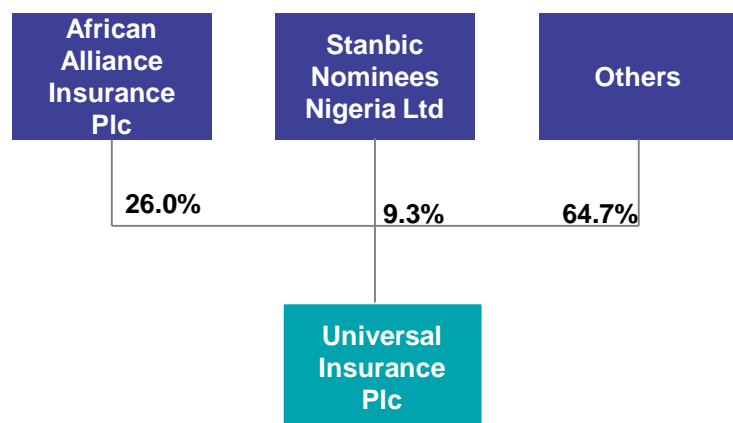 African
Alliance
Insurance
Plc
Stanbic
Nominees
Nigeria Ltd
Others
26.0%
9.3%
64.7%
Universal
Insurance
Plc